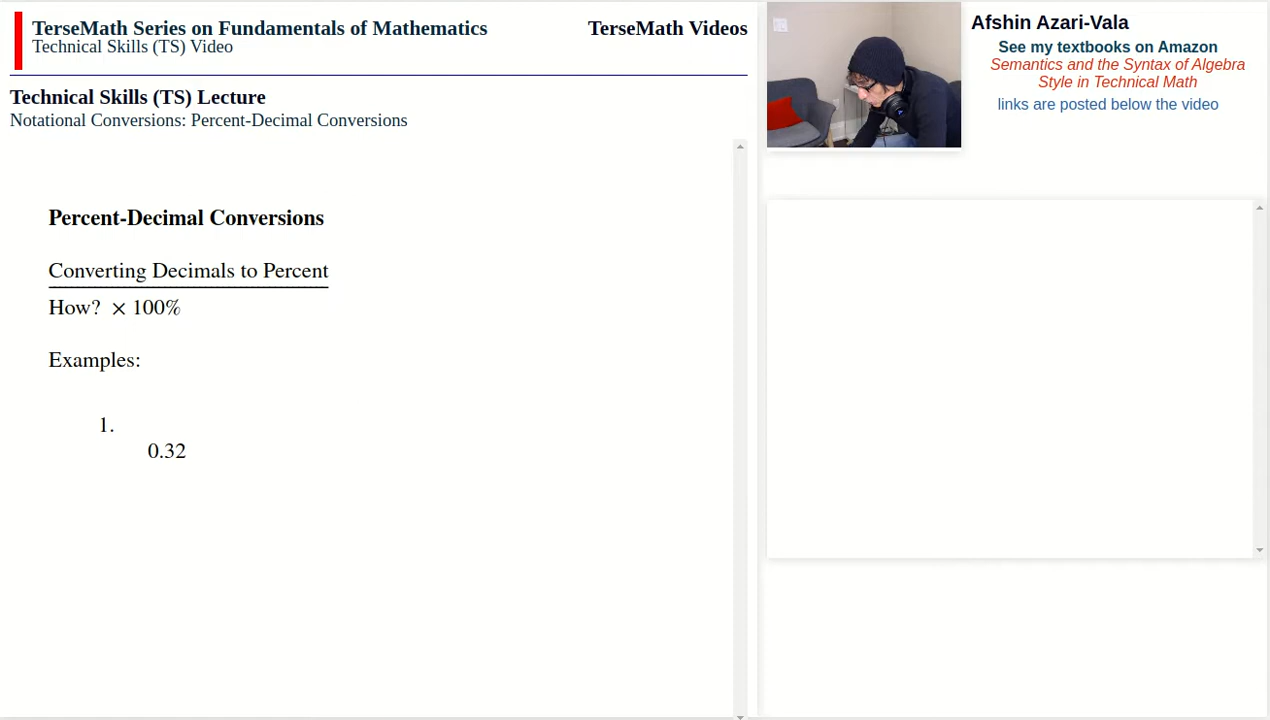 TerseMath Series on Fundamentals of Mathematics
Technical Skills (TS) Video
TerseMath Videos
Technical Skills (TS) Lecture
Notational Conversions: Percent-Decimal Conversions
Percent-Decimal Conversions
Converting Decimals to Percent
How? × 100%
Examples:
1.
0.32
Afshin Azari-Vala
See my textbooks on Amazon
Semantics and the Syntax of Algebra
Style in Technical Math
links are posted below the video